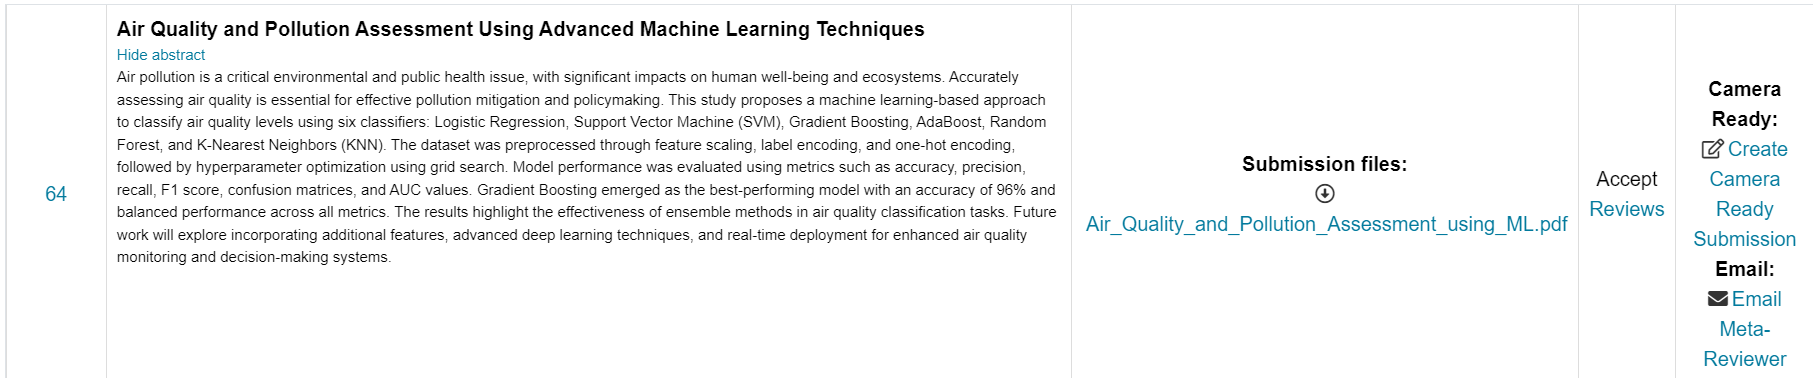 64
Air Quality and Pollution Assessment Using Advanced Machine Learning Techniques
Hide abstract
Air pollution is a critical environmental and public health issue, with significant impacts on human well-being and ecosystems. Accurately
assessing air quality is essential for effective pollution mitigation and policymaking. This study proposes a machine learning-based approach
to classify air quality levels using six classifiers: Logistic Regression, Support Vector Machine (SVM), Gradient Boosting, AdaBoost, Random
Forest, and K-Nearest Neighbors (KNN). The dataset was preprocessed through feature scaling, label encoding, and one-hot encoding,
followed by hyperparameter optimization using grid search. Model performance was evaluated using metrics such as accuracy, precision,
recall, F1 score, confusion matrices, and AUC values. Gradient Boosting emerged as the best-performing model with an accuracy of 96% and
balanced performance across all metrics. The results highlight the effectiveness of ensemble methods in air quality classification tasks. Future
work will explore incorporating additional features, advanced deep learning techniques, and real-time deployment for enhanced air quality
monitoring and decision-making systems.
Submission files:
Air_Quality_and_Pollution_Assessment_using_ML.pdf
Accept
Reviews
Camera
Ready:
Create
Camera
Ready
Submission
Email:
Email
Meta-
Reviewer